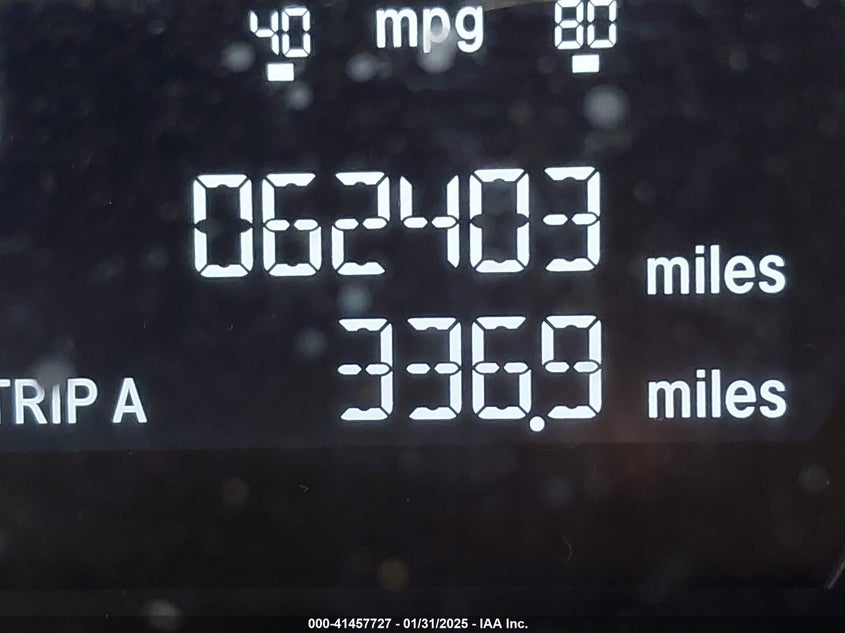 40 mpg 80
062403 miles
TRIP A 336.9 miles
000-41457727 - 01/31/2025 - IAA Inc.